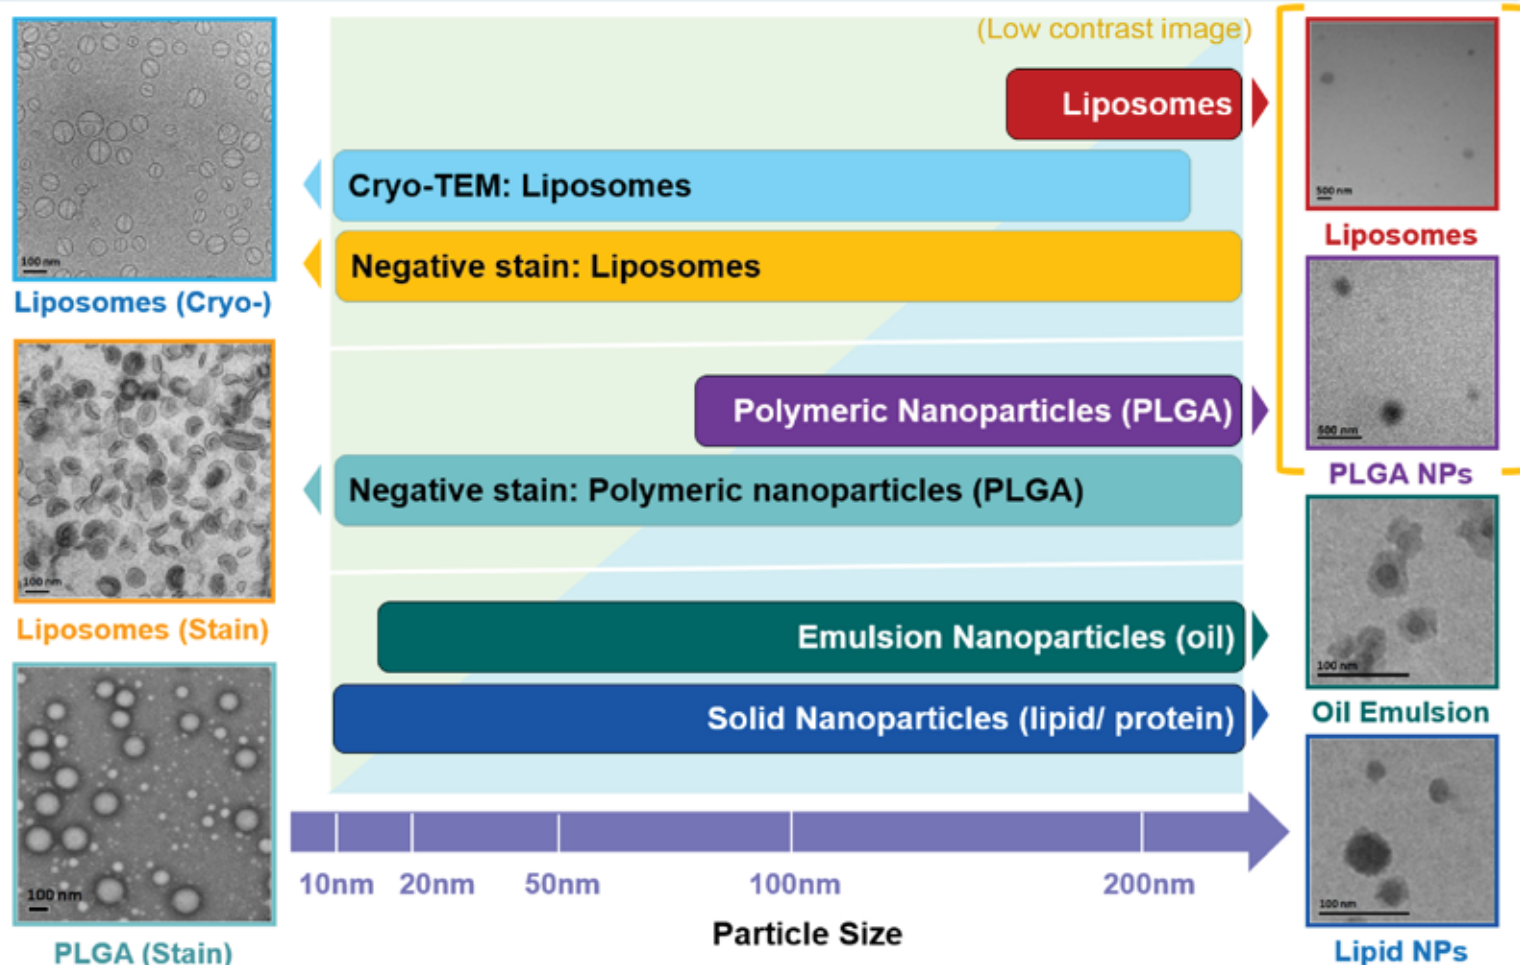 (Low contrast image)
Liposomes
Cryo-TEM: Liposomes
Negative stain: Liposomes
Polymeric Nanoparticles (PLGA)
Negative stain: Polymeric nanoparticles (PLGA)
Emulsion Nanoparticles (oil)
Solid Nanoparticles (lipid/ protein)
10nm
20nm
50nm
100nm
200nm
Particle Size
100 nm
Liposomes (Cryo-)
100 nm
Liposomes (Stain)
100 nm
PLGA (Stain)
500 nm
Liposomes
500 nm
PLGA NPs
100 nm
Oil Emulsion
100 nm
Lipid NPs